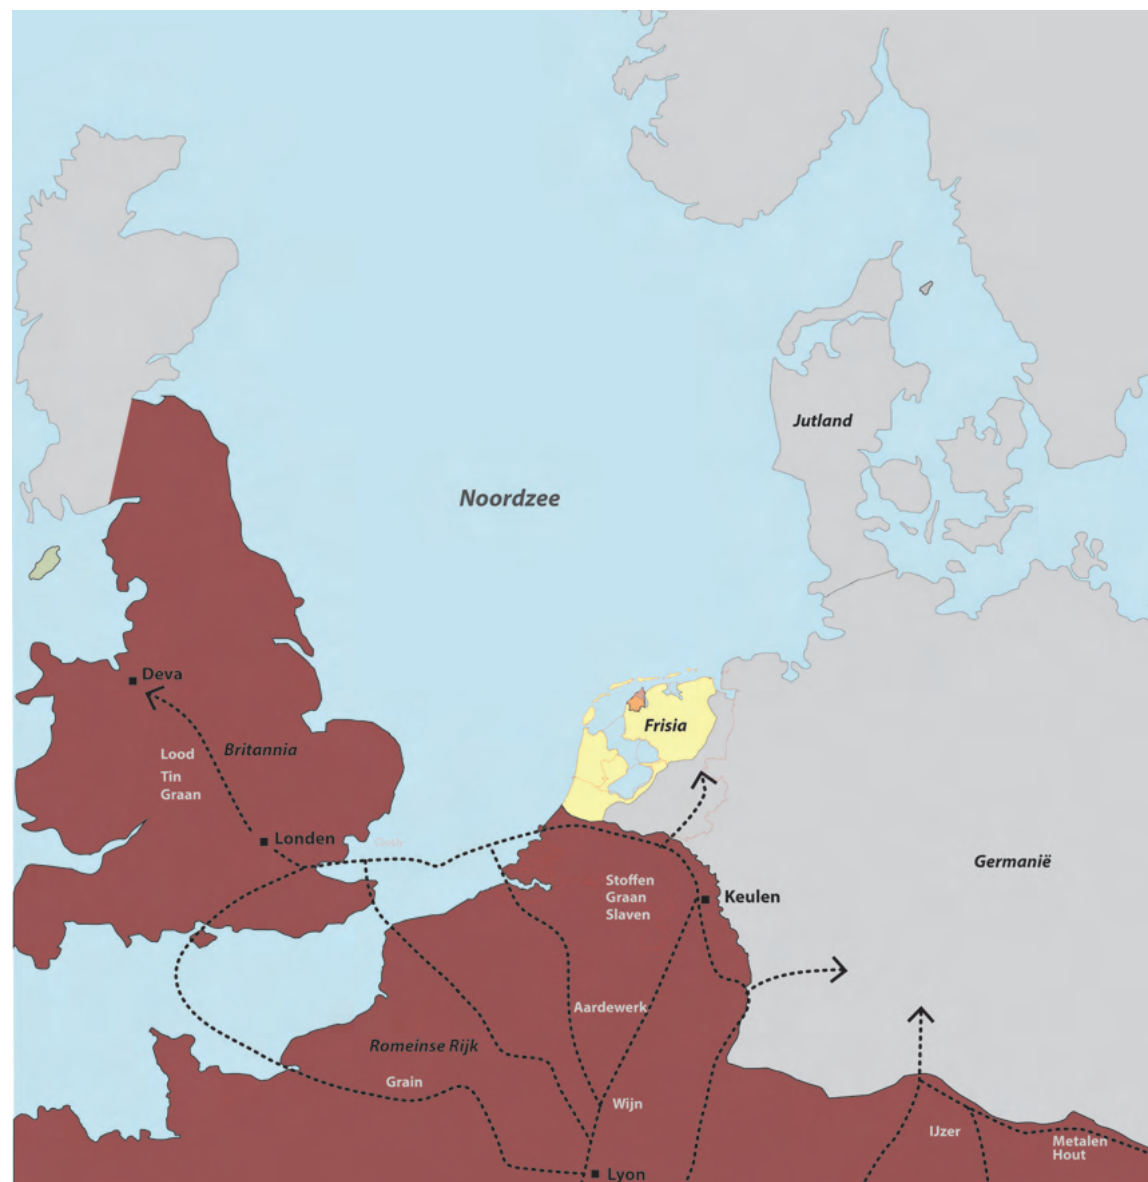 Jutland
Noordzee
Deva
Frisia
Britannia
Lood
Tin
Graan
Londen
Germanië
Stoffen
Graan
Slaven
Keulen
Aardewerk
Romeinse Rijk
Grain
Wijn
IJzer
Metalen
Hout
Lyon